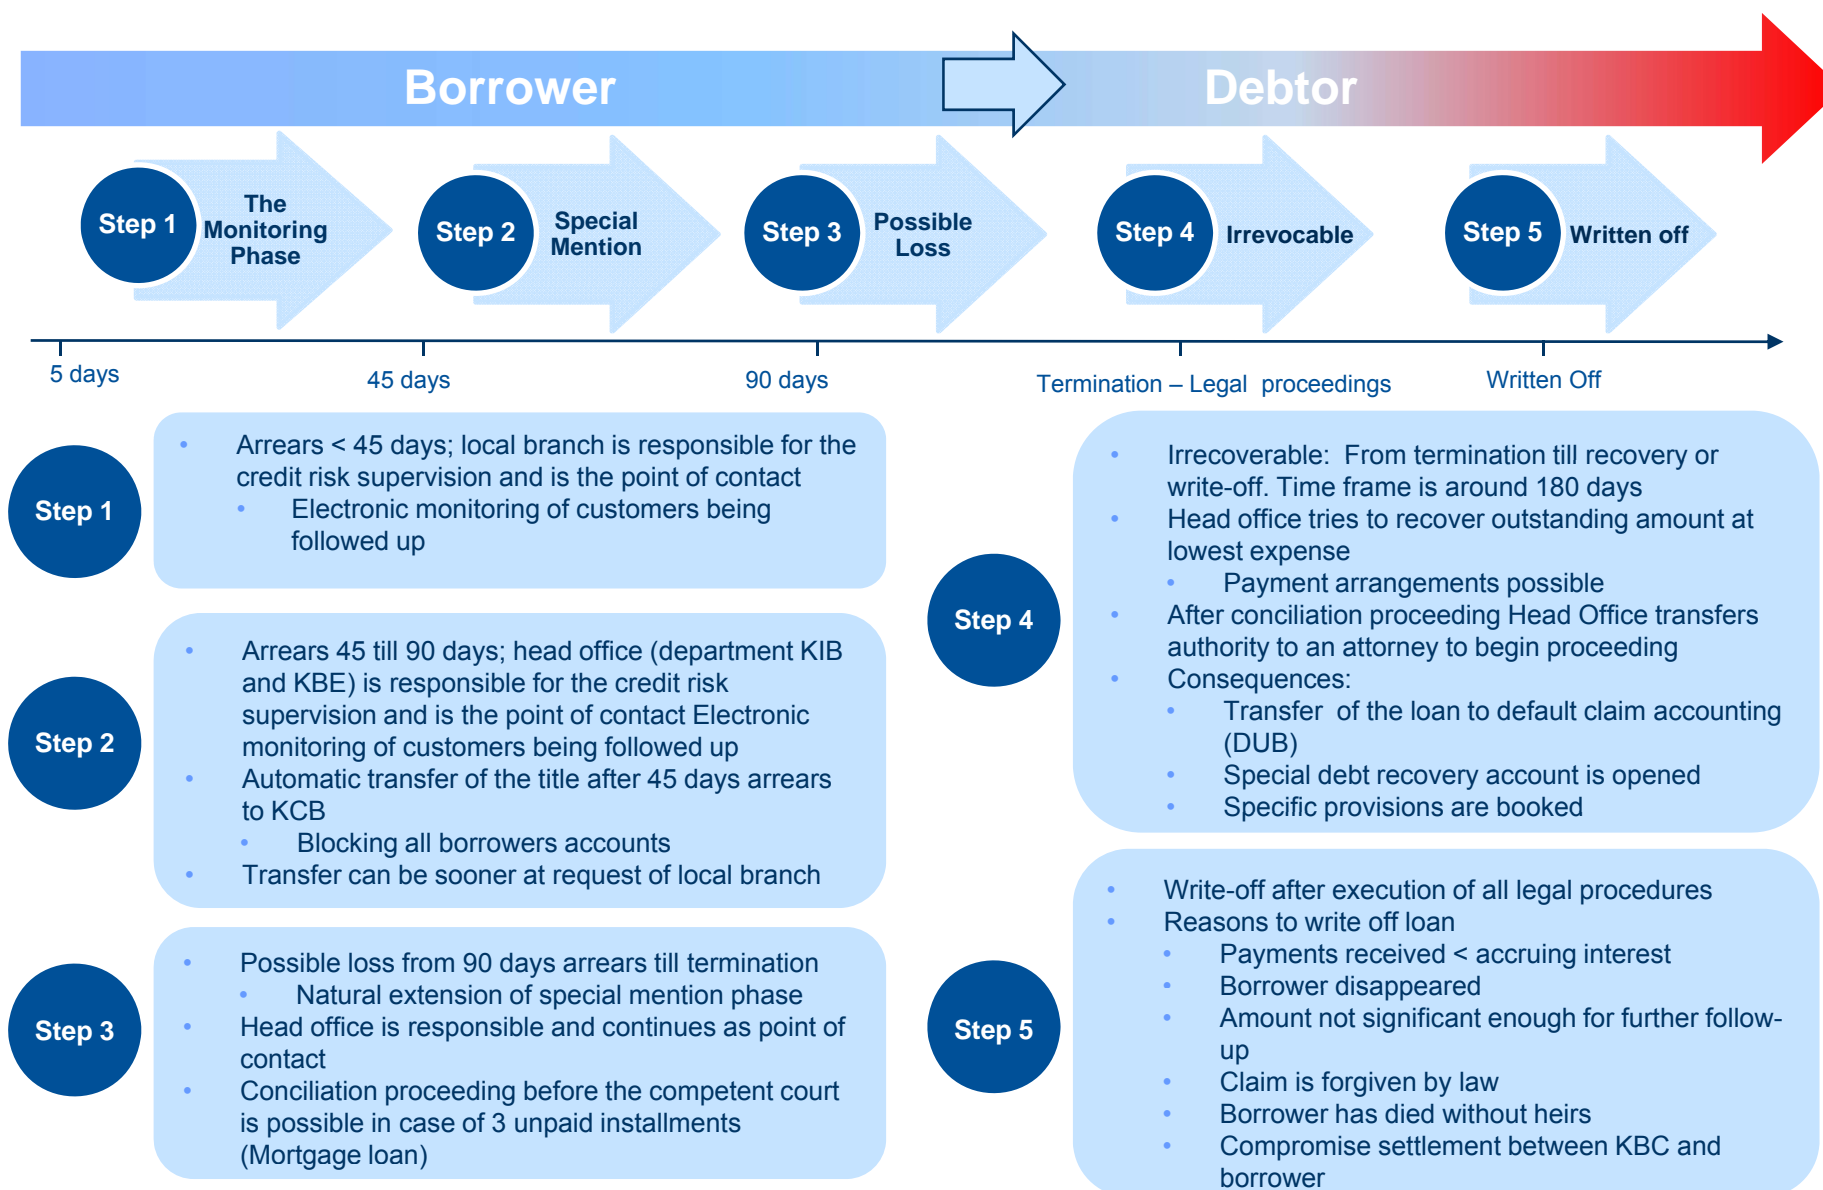 Borrower
Debtor
Step 1
The
Monitoring
Phase
Step 2
Special
Mention
Step 3
Possible
Loss
Step 4
Irrevocable
Step 5
Written off
5 days
45 days
90 days
Termination – Legal proceedings
Written Off
Step 1
• Arrears < 45 days; local branch is responsible for the
credit risk supervision and is the point of contact
• Electronic monitoring of customers being
followed up
Step 2
• Arrears 45 till 90 days; head office (department KIB
and KBE) is responsible for the credit risk
supervision and is the point of contact Electronic
monitoring of customers being followed up
• Automatic transfer of the title after 45 days arrears
to KCB
• Blocking all borrowers accounts
• Transfer can be sooner at request of local branch
Step 3
• Possible loss from 90 days arrears till termination
• Natural extension of special mention phase
• Head office is responsible and continues as point of
contact
• Conciliation proceeding before the competent court
is possible in case of 3 unpaid installments
(Mortgage loan)
Step 4
• Irrecoverable: From termination till recovery or
write-off. Time frame is around 180 days
• Head office tries to recover outstanding amount at
lowest expense
• Payment arrangements possible
• After conciliation proceeding Head Office transfers
authority to an attorney to begin proceeding
• Consequences:
• Transfer of the loan to default claim accounting
(DUB)
• Special debt recovery account is opened
• Specific provisions are booked
Step 5
• Write-off after execution of all legal procedures
• Reasons to write off loan
• Payments received < accruing interest
• Borrower disappeared
• Amount not significant enough for further follow-
up
• Claim is forgiven by law
• Borrower has died without heirs
• Compromise settlement between KBC and
borrower